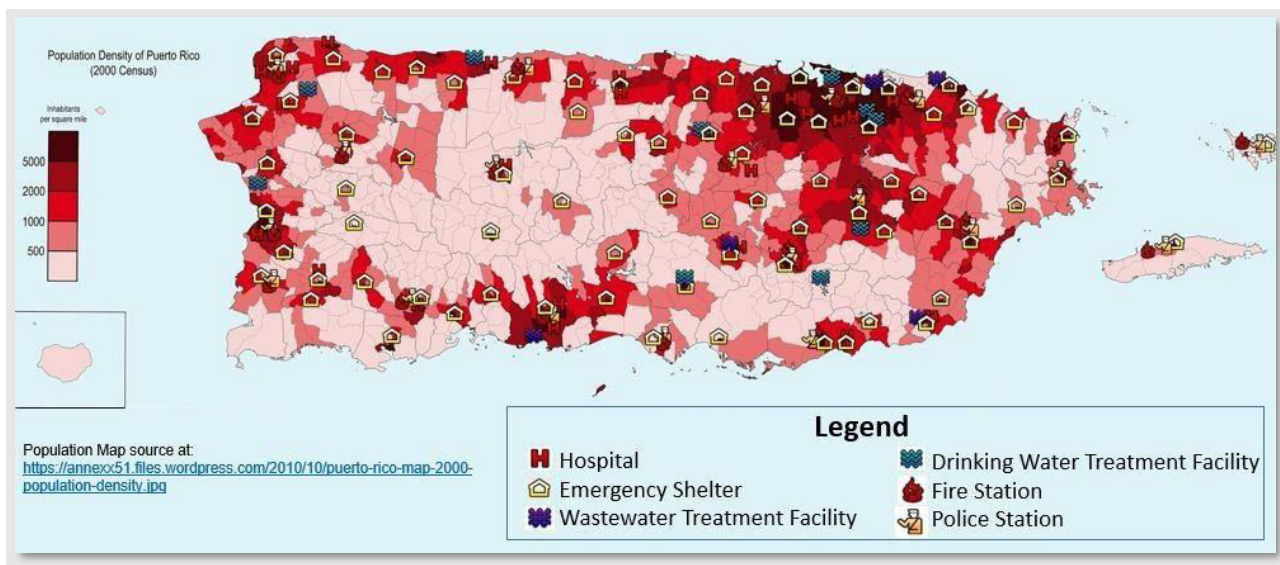 Population Density of Puerto Rico
(2000 Census)
Inhabitants
per square mile
5000
2000
1000
500
Population Map source at:
https://annexx51.files.wordpress.com/2010/10/puerto-rico-map-2000-
population-density.jpg
Legend
Hospital
Emergency Shelter
Wastewater Treatment Facility
Drinking Water Treatment Facility
Fire Station
Police Station